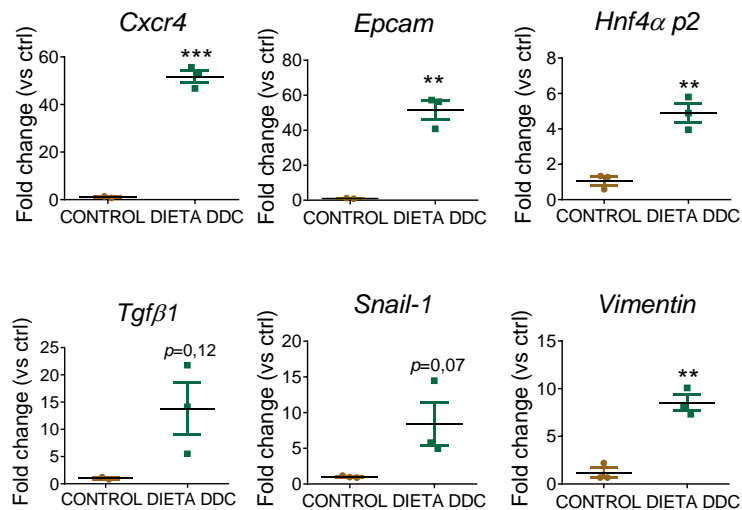 Cxcr4
Fold change (vs ctrl)
60
40
20
0
***
CONTROL DIETA DDC
Epcam
Fold change (vs ctrl)
80
60
40
20
0
**
CONTROL DIETA DDC
Hnf4α p2
Fold change (vs ctrl)
8
6
4
2
0
**
CONTROL DIETA DDC
Tgfβ1
Fold change (vs ctrl)
25
20
15
10
5
0
p=0,12
CONTROL DIETA DDC
Snail-1
Fold change (vs ctrl)
20
15
10
5
0
p=0,07
CONTROL DIETA DDC
Vimentin
Fold change (vs ctrl)
15
10
5
0
**
CONTROL DIETA DDC